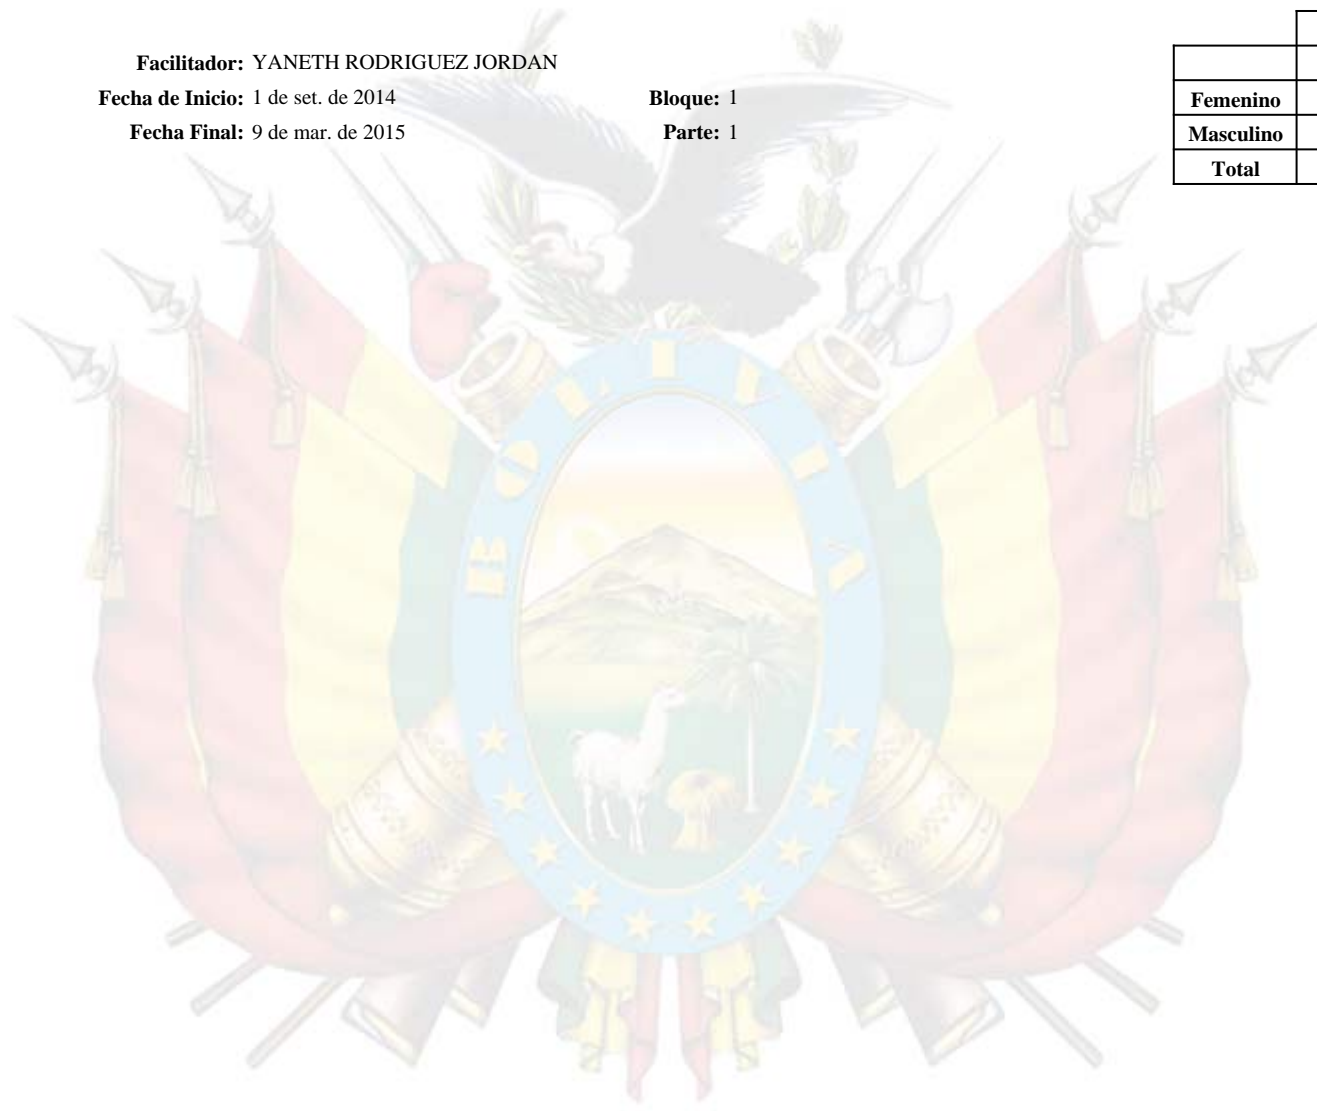 Facilitador: YANETH RODRIGUEZ JORDAN
Fecha de Inicio: 1 de set. de 2014 Bloque: 1
Fecha Final: 9 de mar. de 2015 Parte: 1
Femenino
Masculino
Total
BOLIVIA